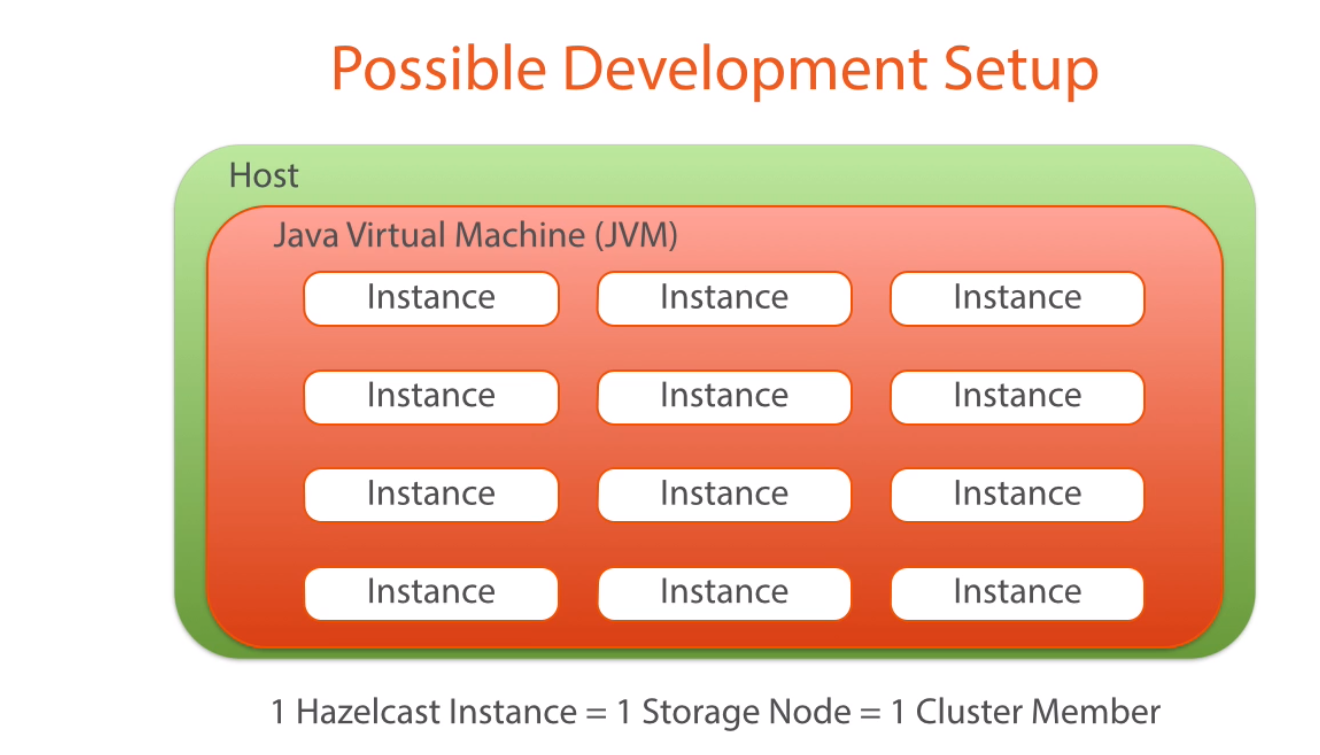 Possible Development Setup
Host
Java Virtual Machine (JVM)
Instance Instance Instance
Instance Instance Instance
Instance Instance Instance
Instance Instance Instance
1 Hazelcast Instance = 1 Storage Node = 1 Cluster Member